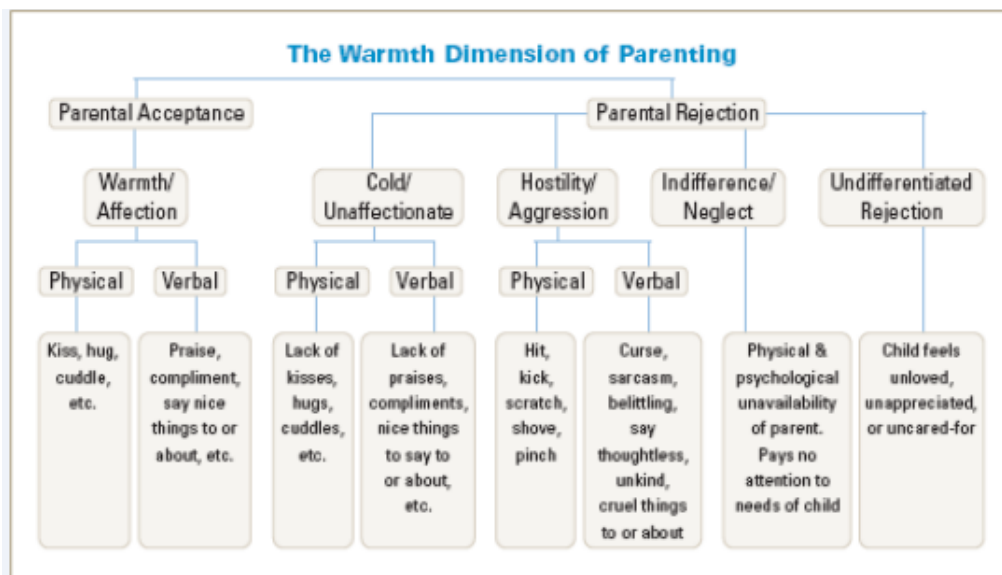 The Warmth Dimension of Parenting
Parental Acceptance
Parental Rejection
Warmth/
Affection
Cold/
Unaffectionate
Hostility/
Aggression
Indifference/
Neglect
Undifferentiated
Rejection
Physical
Verbal
Physical
Verbal
Physical
Verbal
Kiss, hug,
cuddle,
etc.
Praise,
compliment,
say nice
things to or
about, etc.
Lack of
kisses,
hugs,
cuddles,
etc.
Lack of
praises,
compliments,
nice things
to say to
or about,
etc.
Hit,
kick,
scratch,
shove,
pinch
Curse,
sarcasm,
belittling,
say
thoughtless,
unkind,
cruel things
to or about
Physical &
psychological
unavailability
of parent.
Pays no
attention to
needs of child
Child feels
unloved,
unappreciated,
or uncared-for